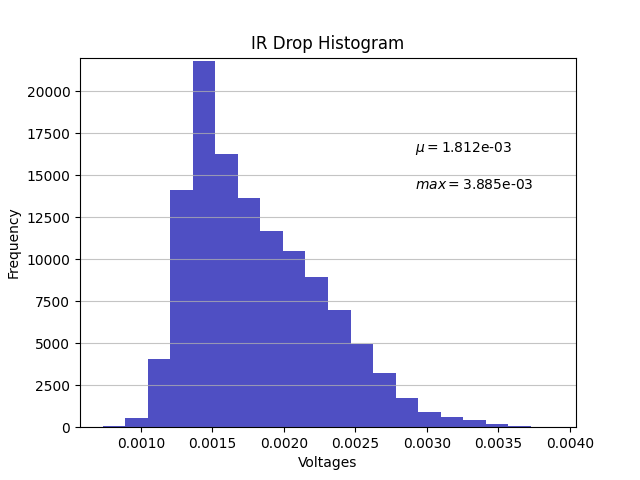 IR Drop Histogram
20000
17500
15000
12500
10000
7500
5000
2500
0
Frequency
μ = 1.812e-03
max = 3.885e-03
0.0010 0.0015 0.0020 0.0025 0.0030 0.0035 0.0040
Voltages